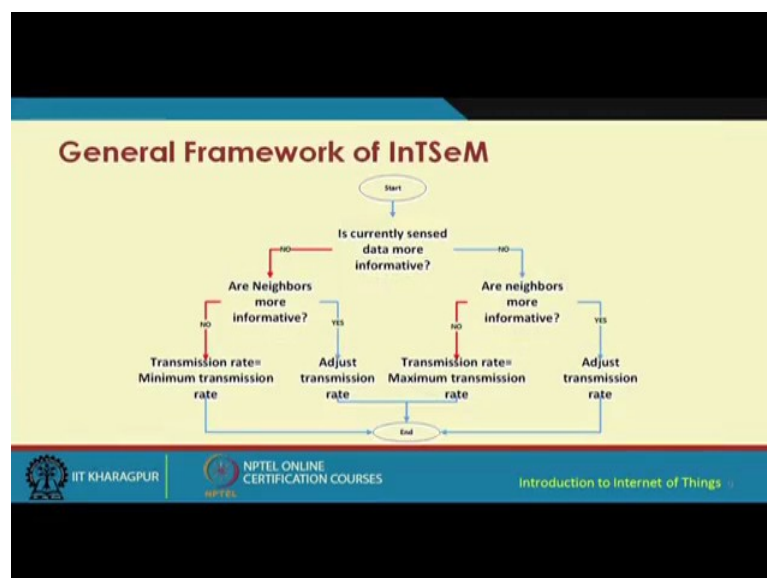 General Framework of InTSeM
Start
Is currently sensed
data more
informative?
NO
NO
Are Neighbors
more
informative?
Are neighbors
more
informative?
NO
YES
NO
YES
Transmission rate=
Minimum transmission
rate
Adjust
transmission
rate
Transmission rate=
Maximum transmission
rate
Adjust
transmission
rate
End
IIT KHARAGPUR
NPTEL
NPTEL ONLINE
CERTIFICATION COURSES
Introduction to Internet of Things